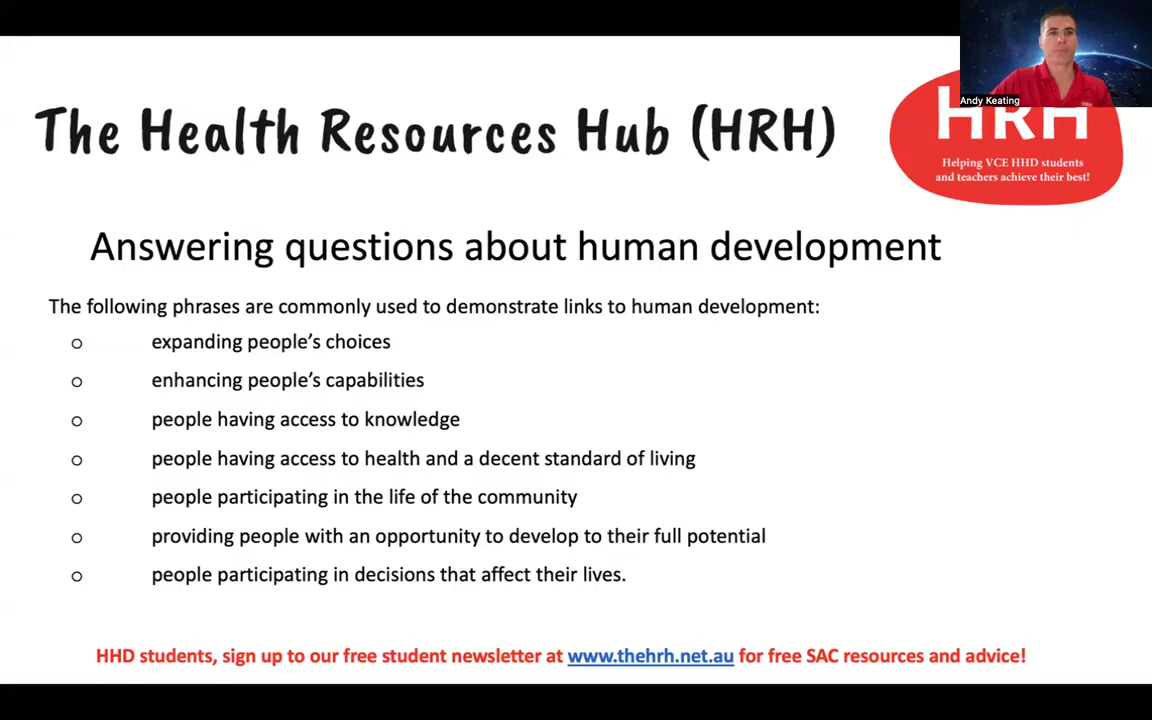 Andy Keating
The Health Resources Hub (HRH)
HRH
Helping VCE HHD students
and teachers achieve their best!
Answering questions about human development
The following phrases are commonly used to demonstrate links to human development:
o expanding people's choices
o enhancing people's capabilities
o people having access to knowledge
o people having access to health and a decent standard of living
o people participating in the life of the community
o providing people with an opportunity to develop to their full potential
o people participating in decisions that affect their lives.
HHD students, sign up to our free student newsletter at www.thehrh.net.au for free SAC resources and advice!